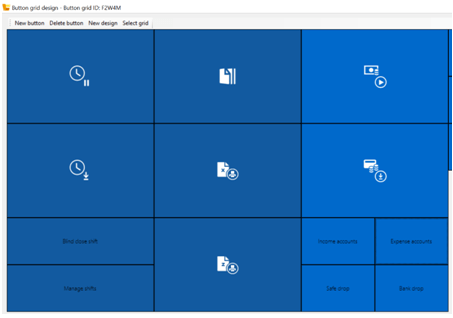 Button grid design - Button grid ID: F2W4M
New button Delete button New design Select grid
Blind close shift
Income accounts
Expense accounts
Manage shifts
Safe drop
Bank drop